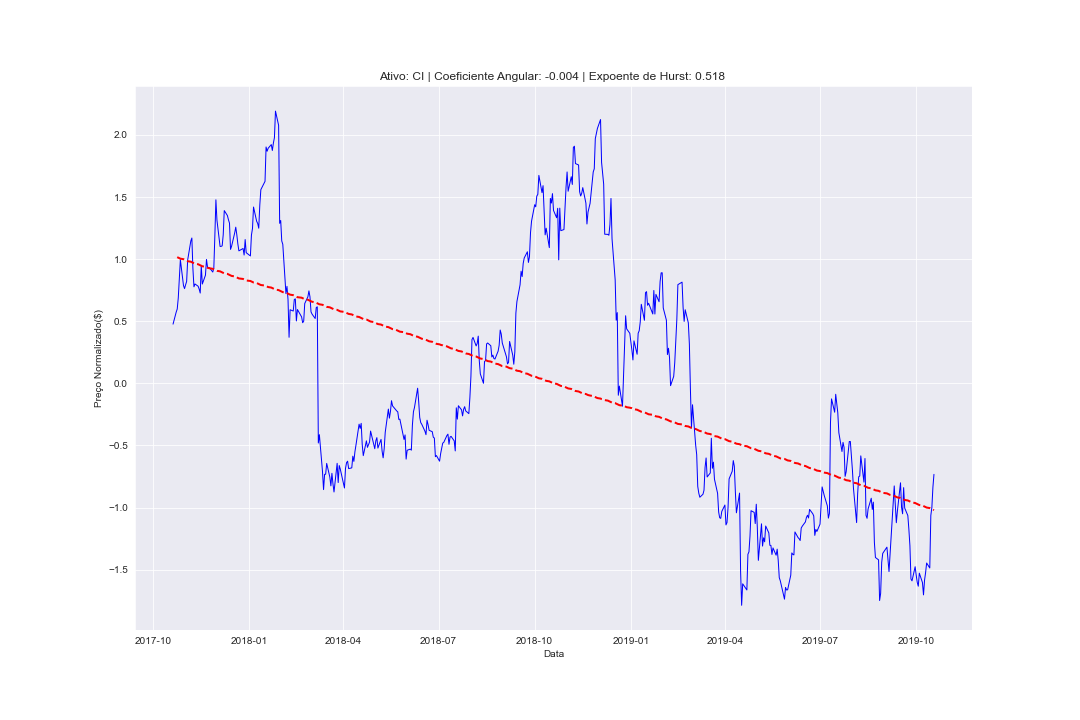 Ativo: CI | Coeficiente Angular: -0.004 | Expoente de Hurst: 0.518
Preço Normalizado($)
2.0
1.5
1.0
0.5
0.0
−0.5
−1.0
−1.5
2017-10 2018-01 2018-04 2018-07 2018-10 2019-01 2019-04 2019-07 2019-10
Data